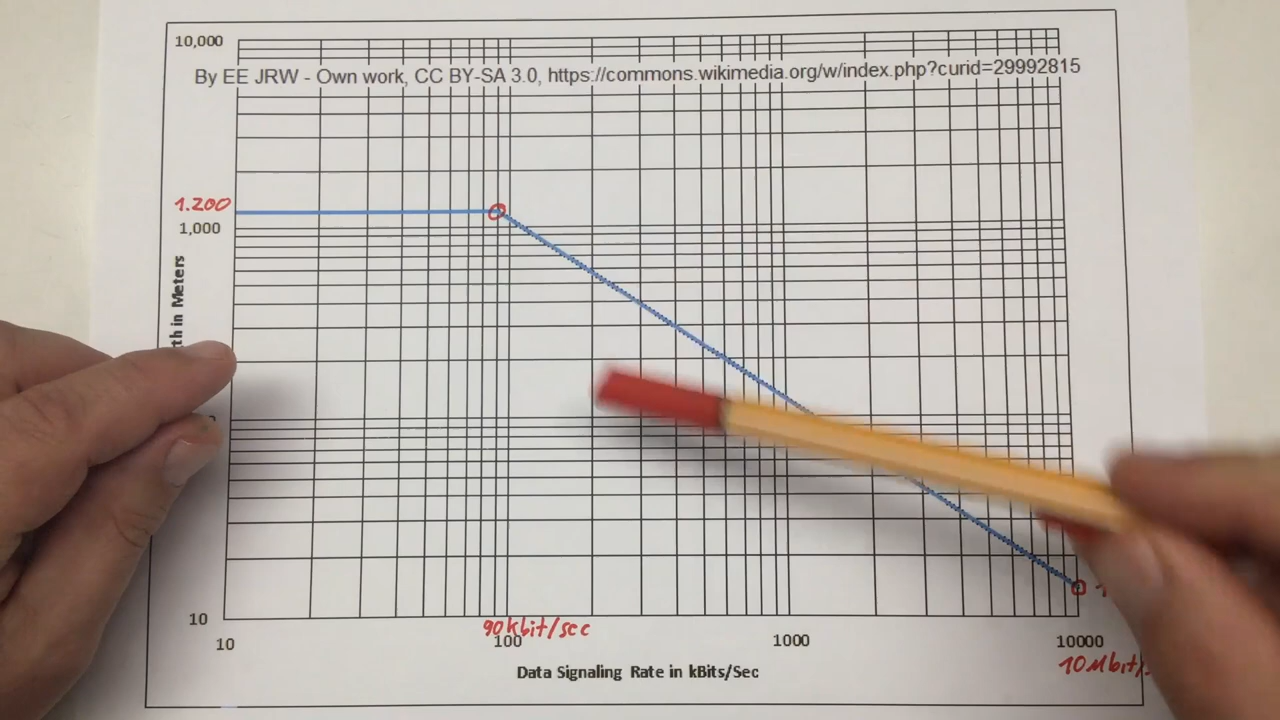 10,000
By EE JRW - Own work, CC BY-SA 3.0, https://commons.wikimedia.org/w/index.php?curid=29992815
1.200
1,000
in Meters
10
90kbit/sec
10 100 1000 10000
10Mbit/
Data Signaling Rate in kBits/Sec